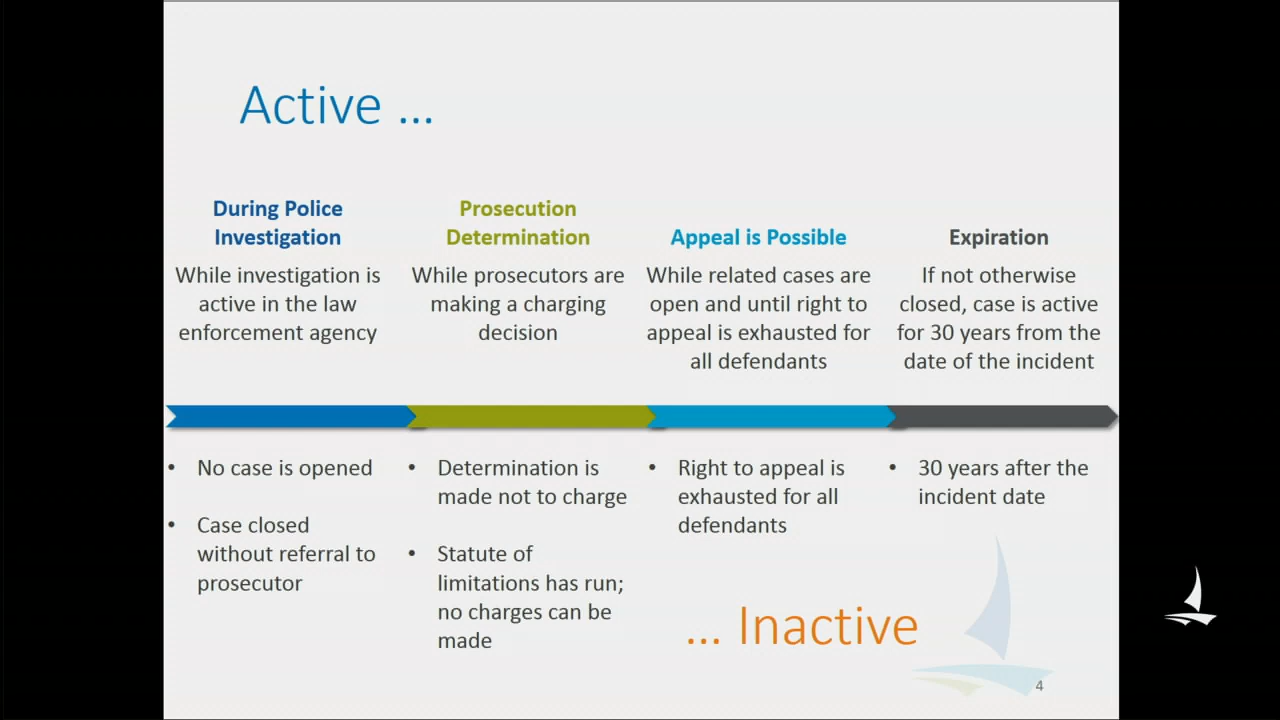 Active ...
During Police
Investigation
While investigation is
active in the law
enforcement agency
Prosecution
Determination
While prosecutors are
making a charging
decision
Appeal is Possible
While related cases are
open and until right to
appeal is exhausted for
all defendants
Expiration
If not otherwise
closed, case is active
for 30 years from the
date of the incident
• No case is opened
• Case closed
without referral to
prosecutor
• Determination is
made not to charge
• Statute of
limitations has run;
no charges can be
made
• Right to appeal is
exhausted for all
defendants
• 30 years after the
incident date
... Inactive
4